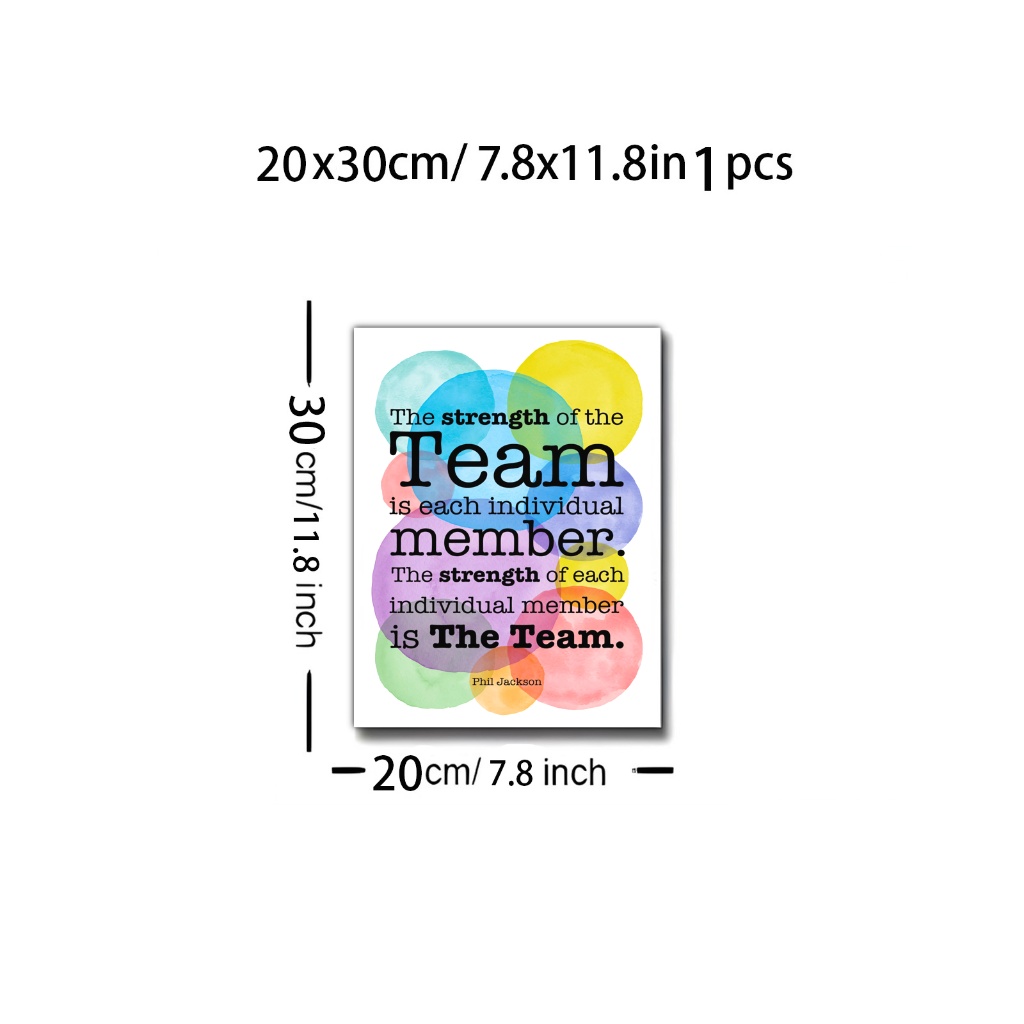 20x30cm/ 7.8x11.8in 1 pcs
The strength of the
Team
is each individual
member.
The strength of each
individual member
is The Team.
Phil Jackson
30cm/11.8 inch
20cm/ 7.8 inch